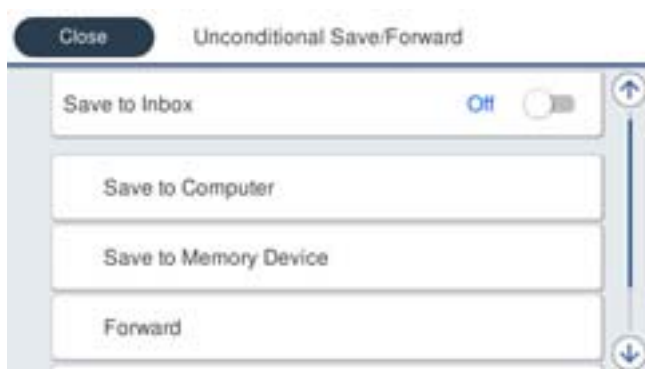 Close
Unconditional Save/Forward
Save to Inbox
Off
Save to Computer
Save to Memory Device
Forward